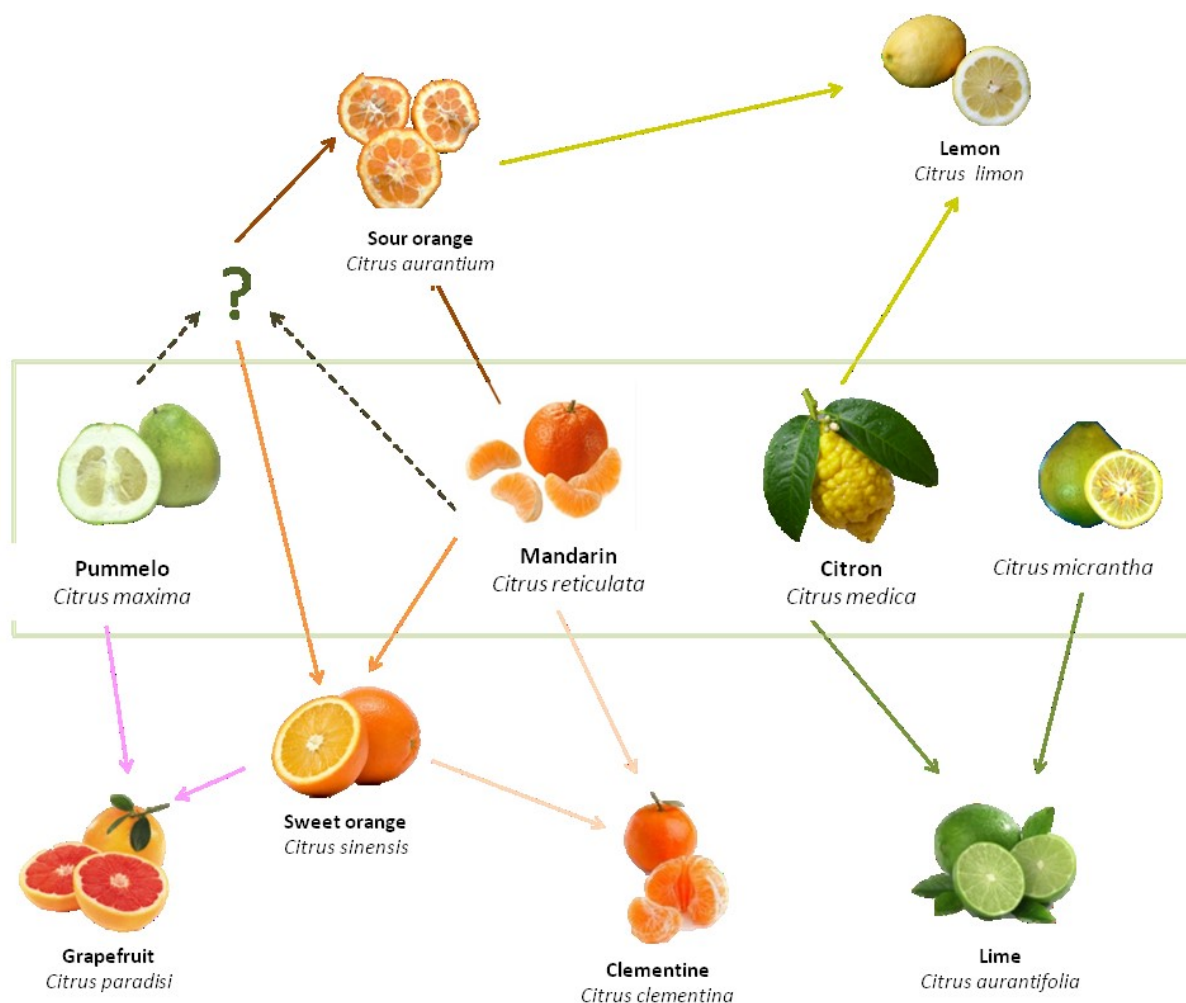 Lemon
Citrus limon
Sour orange
Citrus aurantium
?
Pummelo
Citrus maxima
Mandarin
Citrus reticulata
Citron
Citrus medica
Citrus micrantha
Sweet orange
Citrus sinensis
Grapefruit
Citrus paradisi
Clementine
Citrus clementina
Lime
Citrus aurantifolia